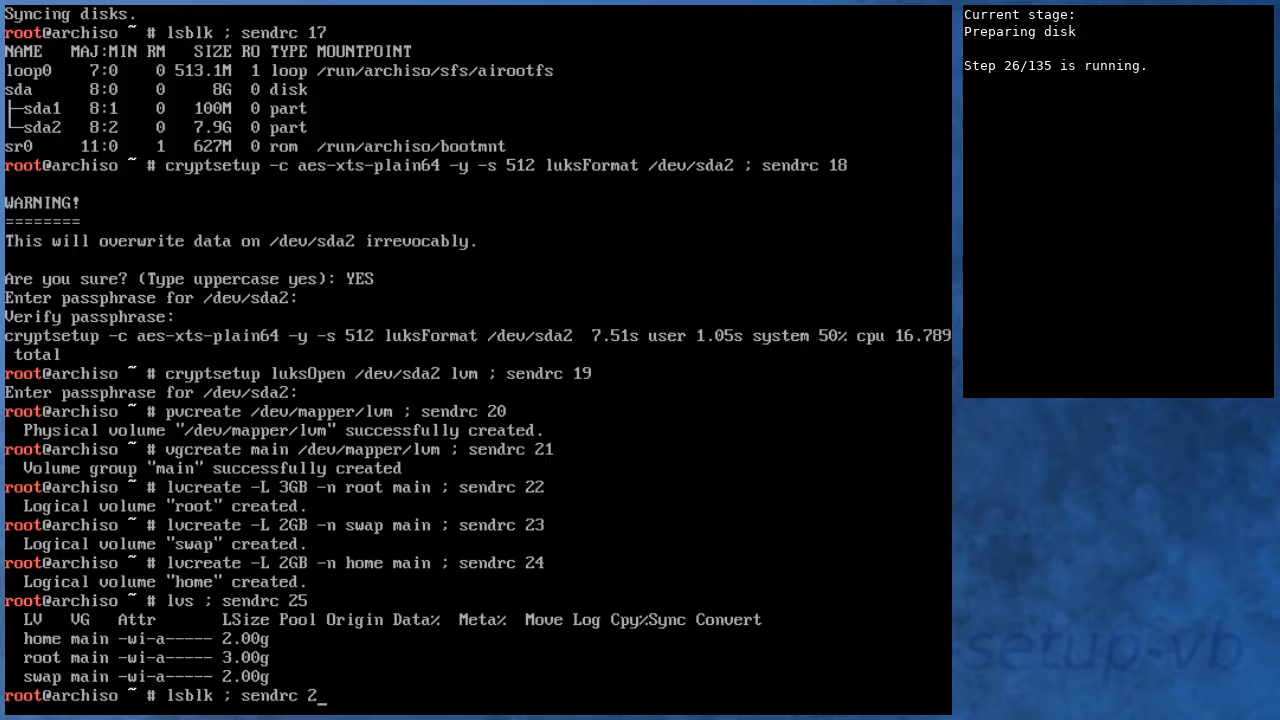 Syncing disks.
root@archiso ~ # lsblk ; sendrc 17
NAME   MAJ:MIN RM   SIZE RO TYPE MOUNTPOINT
loop0    7:0    0 513.1M  1 loop /run/archiso/sfs/airootfs
sda      8:0    0     8G  0 disk
├─sda1   8:1    0   100M  0 part
└─sda2   8:2    0   7.9G  0 part
sr0     11:0    1   627M  0 rom  /run/archiso/bootmnt
root@archiso ~ # cryptsetup -c aes-xts-plain64 -y -s 512 luksFormat /dev/sda2 ; sendrc 18
WARNING!
========
This will overwrite data on /dev/sda2 irrevocably.
Are you sure? (Type uppercase yes): YES
Enter passphrase for /dev/sda2:
Verify passphrase:
cryptsetup -c aes-xts-plain64 -y -s 512 luksFormat /dev/sda2  7.51s user 1.05s system 50% cpu 16.789
 total
root@archiso ~ # cryptsetup luksOpen /dev/sda2 lvm ; sendrc 19
Enter passphrase for /dev/sda2:
root@archiso ~ # pvcreate /dev/mapper/lvm ; sendrc 20
  Physical volume "/dev/mapper/lvm" successfully created.
root@archiso ~ # vgcreate main /dev/mapper/lvm ; sendrc 21
  Volume group "main" successfully created
root@archiso ~ # lvcreate -L 3GB -n root main ; sendrc 22
  Logical volume "root" created.
root@archiso ~ # lvcreate -L 2GB -n swap main ; sendrc 23
  Logical volume "swap" created.
root@archiso ~ # lvcreate -L 2GB -n home main ; sendrc 24
  Logical volume "home" created.
root@archiso ~ # lvs ; sendrc 25
  LV   VG   Attr       LSize Pool Origin Data%  Meta%  Move Log Cpy%Sync Convert
  home main -wi-a----- 2.00g
  root main -wi-a----- 3.00g
  swap main -wi-a----- 2.00g
root@archiso ~ # lsblk ; sendrc 2_
Current stage:
Preparing disk
Step 26/135 is running.
setup-vb